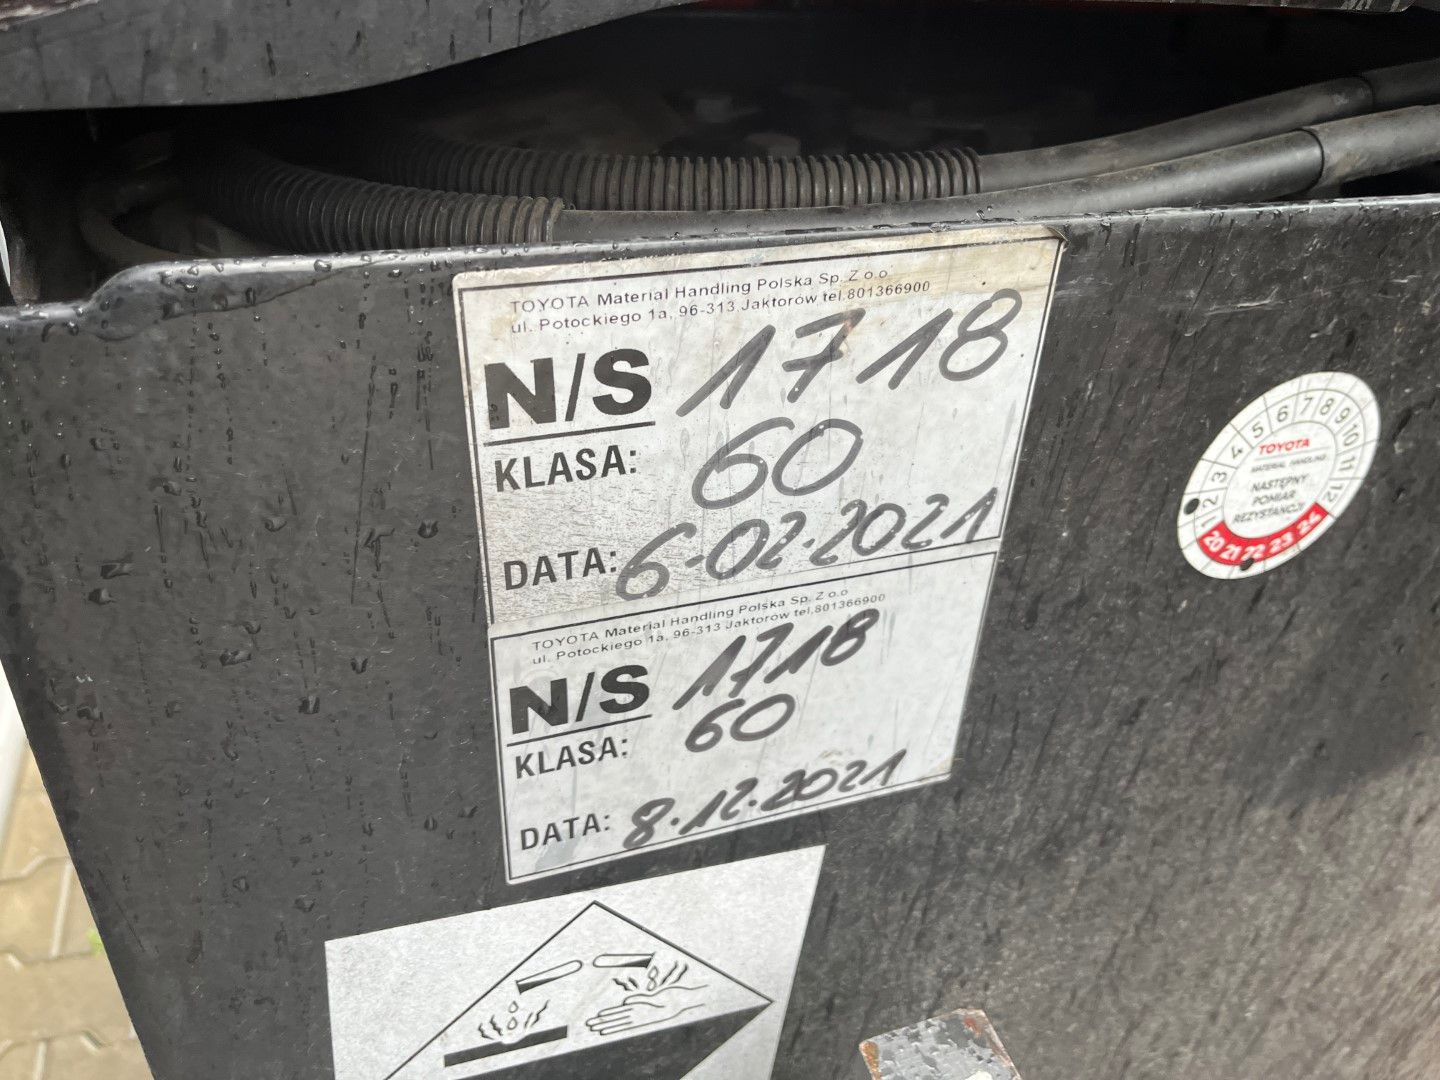 TOYOTA Material Handling Polska Sp. Z o.o
ul. Potockiego 1a, 96-313 Jaktorów tel.801366900
N/S 1718
KLASA: 60
DATA: 6-02-2021
TOYOTA Material Handling Polska Sp. Z o.o
ul. Potockiego 1a, 96-313 Jaktorów tel.801366900
N/S 1718
KLASA: 60
DATA: 8.12.2021
1 2 3 4 5 6 7 8 9 10 11 12
TOYOTA
MATERIAL HANDLING
NASTĘPNY
POMIAR
REZYSTANCJI
20 21 22 23 24